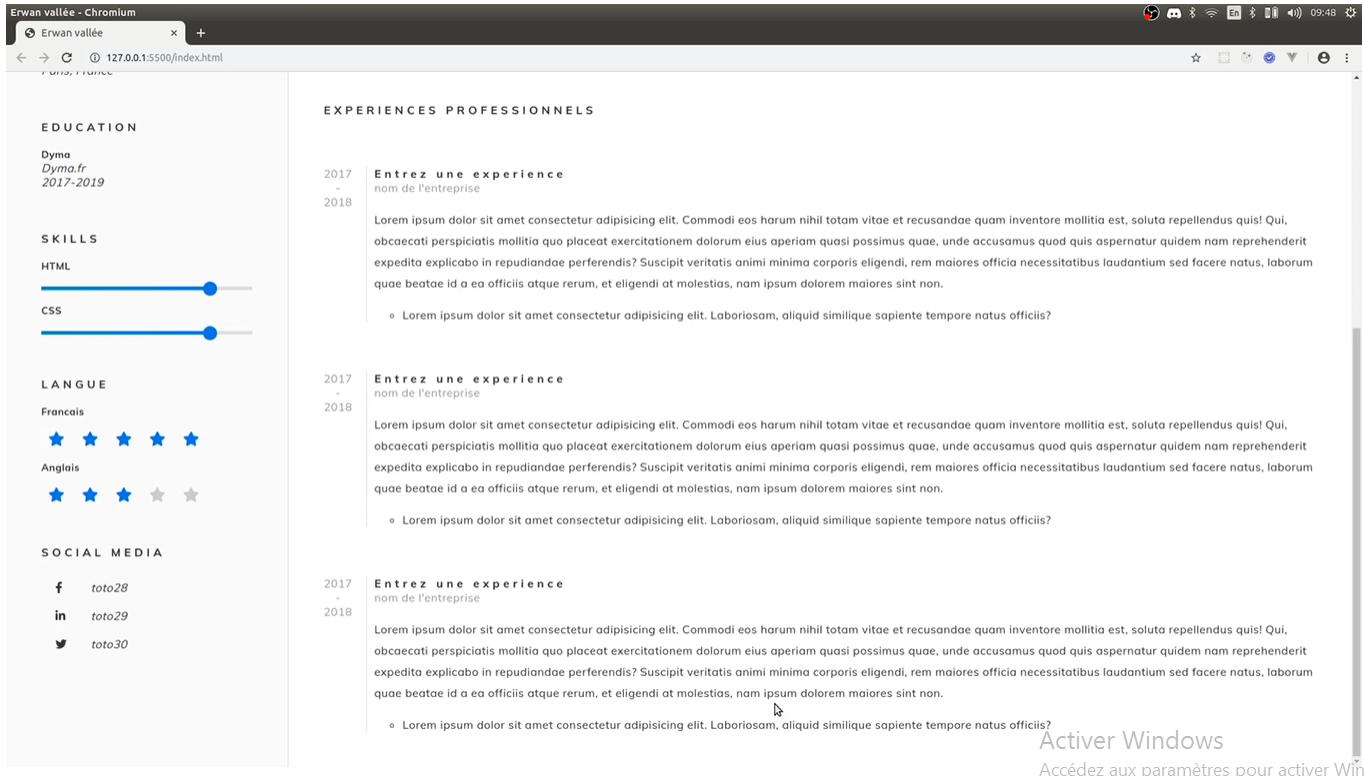 Erwan vallée - Chromium
En
09:48
Erwan vallée
127.0.0.1:5500/index.html
Paris, France
EDUCATION
Dyma
Dyma.fr
2017-2019
SKILLS
HTML
CSS
LANGUE
Francais
Anglais
SOCIAL MEDIA
toto28
toto29
toto30
EXPERIENCES PROFESSIONNELS
2017
-
2018
Entrez une experience
nom de l'entreprise
Lorem ipsum dolor sit amet consectetur adipisicing elit. Commodi eos harum nihil totam vitae et recusandae quam inventore mollitia est, soluta repellendus quis! Qui,
obcaecati perspiciatis mollitia quo placeat exercitationem dolorum eius aperiam quasi possimus quae, unde accusamus quod quis aspernatur quidem nam reprehenderit
expedita explicabo in repudiandae perferendis? Suscipit veritatis animi minima corporis eligendi, rem maiores officia necessitatibus laudantium sed facere natus, laborum
quae beatae id a ea officiis atque rerum, et eligendi at molestias, nam ipsum dolorem maiores sint non.
Lorem ipsum dolor sit amet consectetur adipisicing elit. Laboriosam, aliquid similique sapiente tempore natus officiis?
2017
-
2018
Entrez une experience
nom de l'entreprise
Lorem ipsum dolor sit amet consectetur adipisicing elit. Commodi eos harum nihil totam vitae et recusandae quam inventore mollitia est, soluta repellendus quis! Qui,
obcaecati perspiciatis mollitia quo placeat exercitationem dolorum eius aperiam quasi possimus quae, unde accusamus quod quis aspernatur quidem nam reprehenderit
expedita explicabo in repudiandae perferendis? Suscipit veritatis animi minima corporis eligendi, rem maiores officia necessitatibus laudantium sed facere natus, laborum
quae beatae id a ea officiis atque rerum, et eligendi at molestias, nam ipsum dolorem maiores sint non.
Lorem ipsum dolor sit amet consectetur adipisicing elit. Laboriosam, aliquid similique sapiente tempore natus officiis?
2017
-
2018
Entrez une experience
nom de l'entreprise
Lorem ipsum dolor sit amet consectetur adipisicing elit. Commodi eos harum nihil totam vitae et recusandae quam inventore mollitia est, soluta repellendus quis! Qui,
obcaecati perspiciatis mollitia quo placeat exercitationem dolorum eius aperiam quasi possimus quae, unde accusamus quod quis aspernatur quidem nam reprehenderit
expedita explicabo in repudiandae perferendis? Suscipit veritatis animi minima corporis eligendi, rem maiores officia necessitatibus laudantium sed facere natus, laborum
quae beatae id a ea officiis atque rerum, et eligendi at molestias, nam ipsum dolorem maiores sint non.
Lorem ipsum dolor sit amet consectetur adipisicing elit. Laboriosam, aliquid similique sapiente tempore natus officiis?
Activer Windows
Accédez aux paramètres pour activer Win